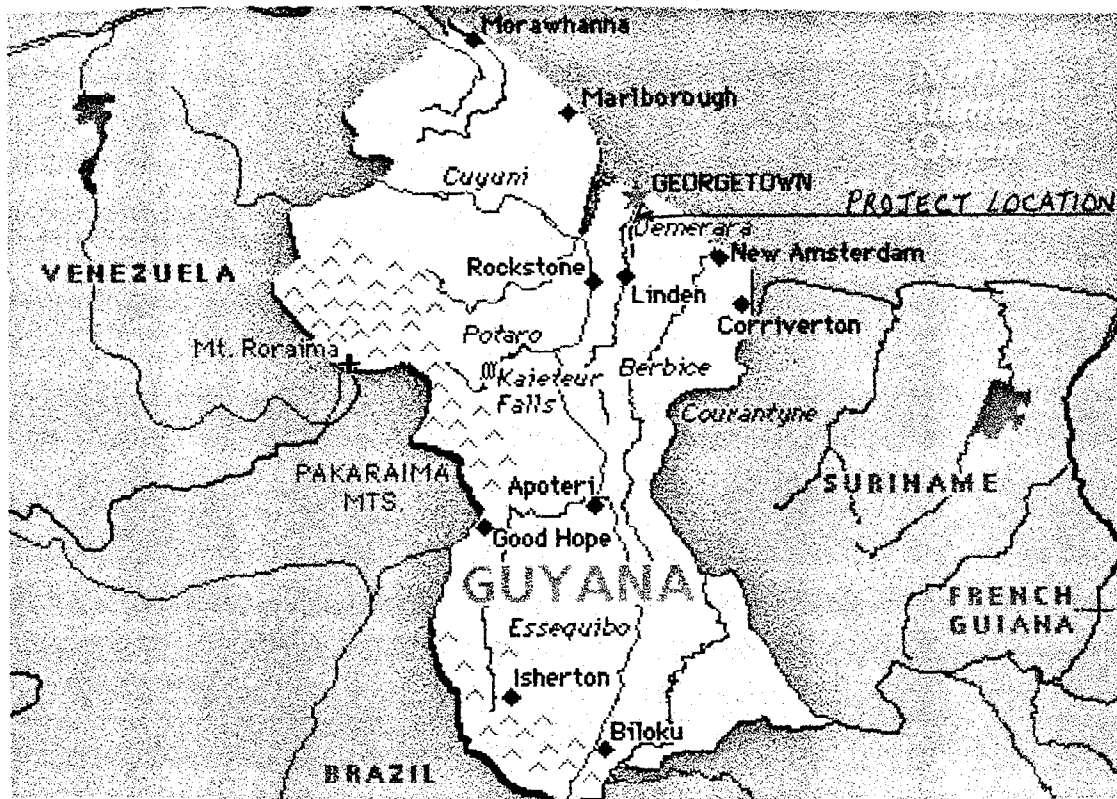 Morawhanna
Marlborough
Cuyuni
GEORGETOWN
PROJECT LOCATION
Demerara
VENEZUELA
Rockstone
New Amsterdam
Linden
Corriverton
Potaro
Mt. Roraima
Kaieteur
Falls
Berbice
Courantyne
PAKARAIMA
MTS.
Apoteri
SURINAME
Good Hope
GUYANA
FRENCH
GUIANA
Essequibo
Isherton
Biloku
BRAZIL